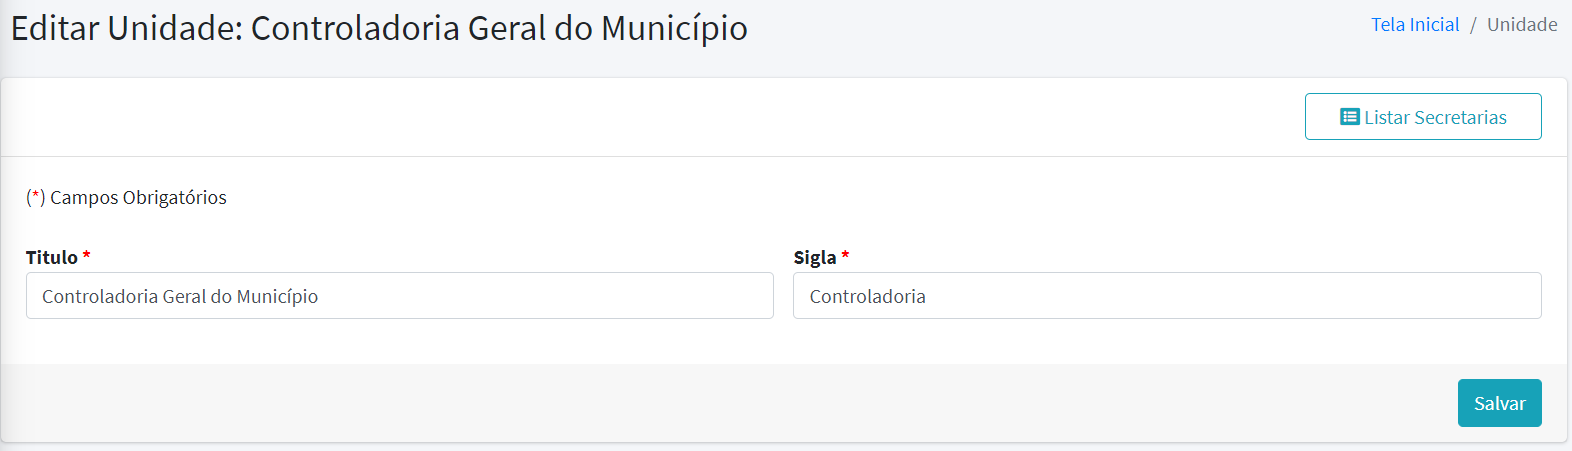 Editar Unidade: Controladoria Geral do Município
Tela Inicial / Unidade
Listar Secretarias
(*) Campos Obrigatórios
Titulo *
Sigla *
Controladoria Geral do Município
Controladoria
Salvar